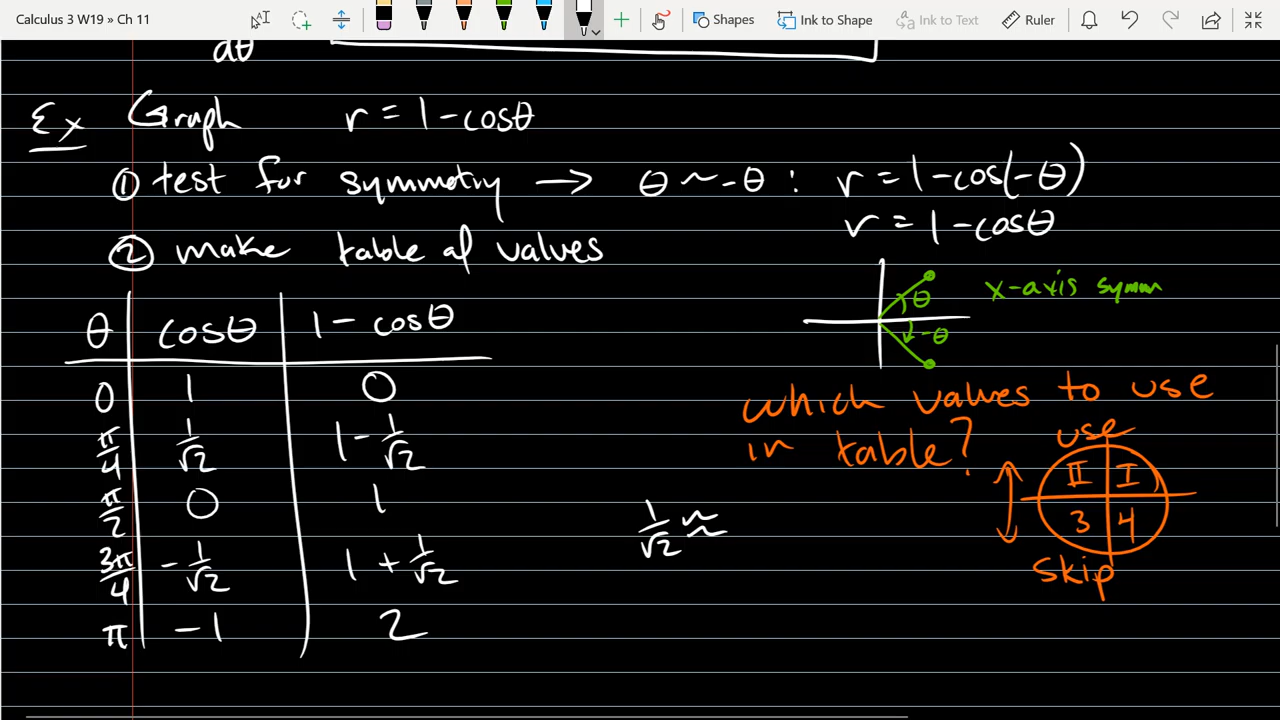 Calculus 3 W19 » Ch 11
Shapes
Ink to Shape
Ink to Text
Ruler
dθ
Ex Graph r = 1-cosθ
① test for symmetry → θ ~ -θ : r = 1-cos(-θ)
r = 1-cosθ
② make table of values
x-axis symm
θ
-θ
θ cosθ 1 - cosθ
0 1 0
π/4 1/√2 1 - 1/√2
π/2 0 1
3π/4 -1/√2 1 + 1/√2
π -1 2
1/√2 ≈
which values to use
in table?
use
II I
3 4
skip